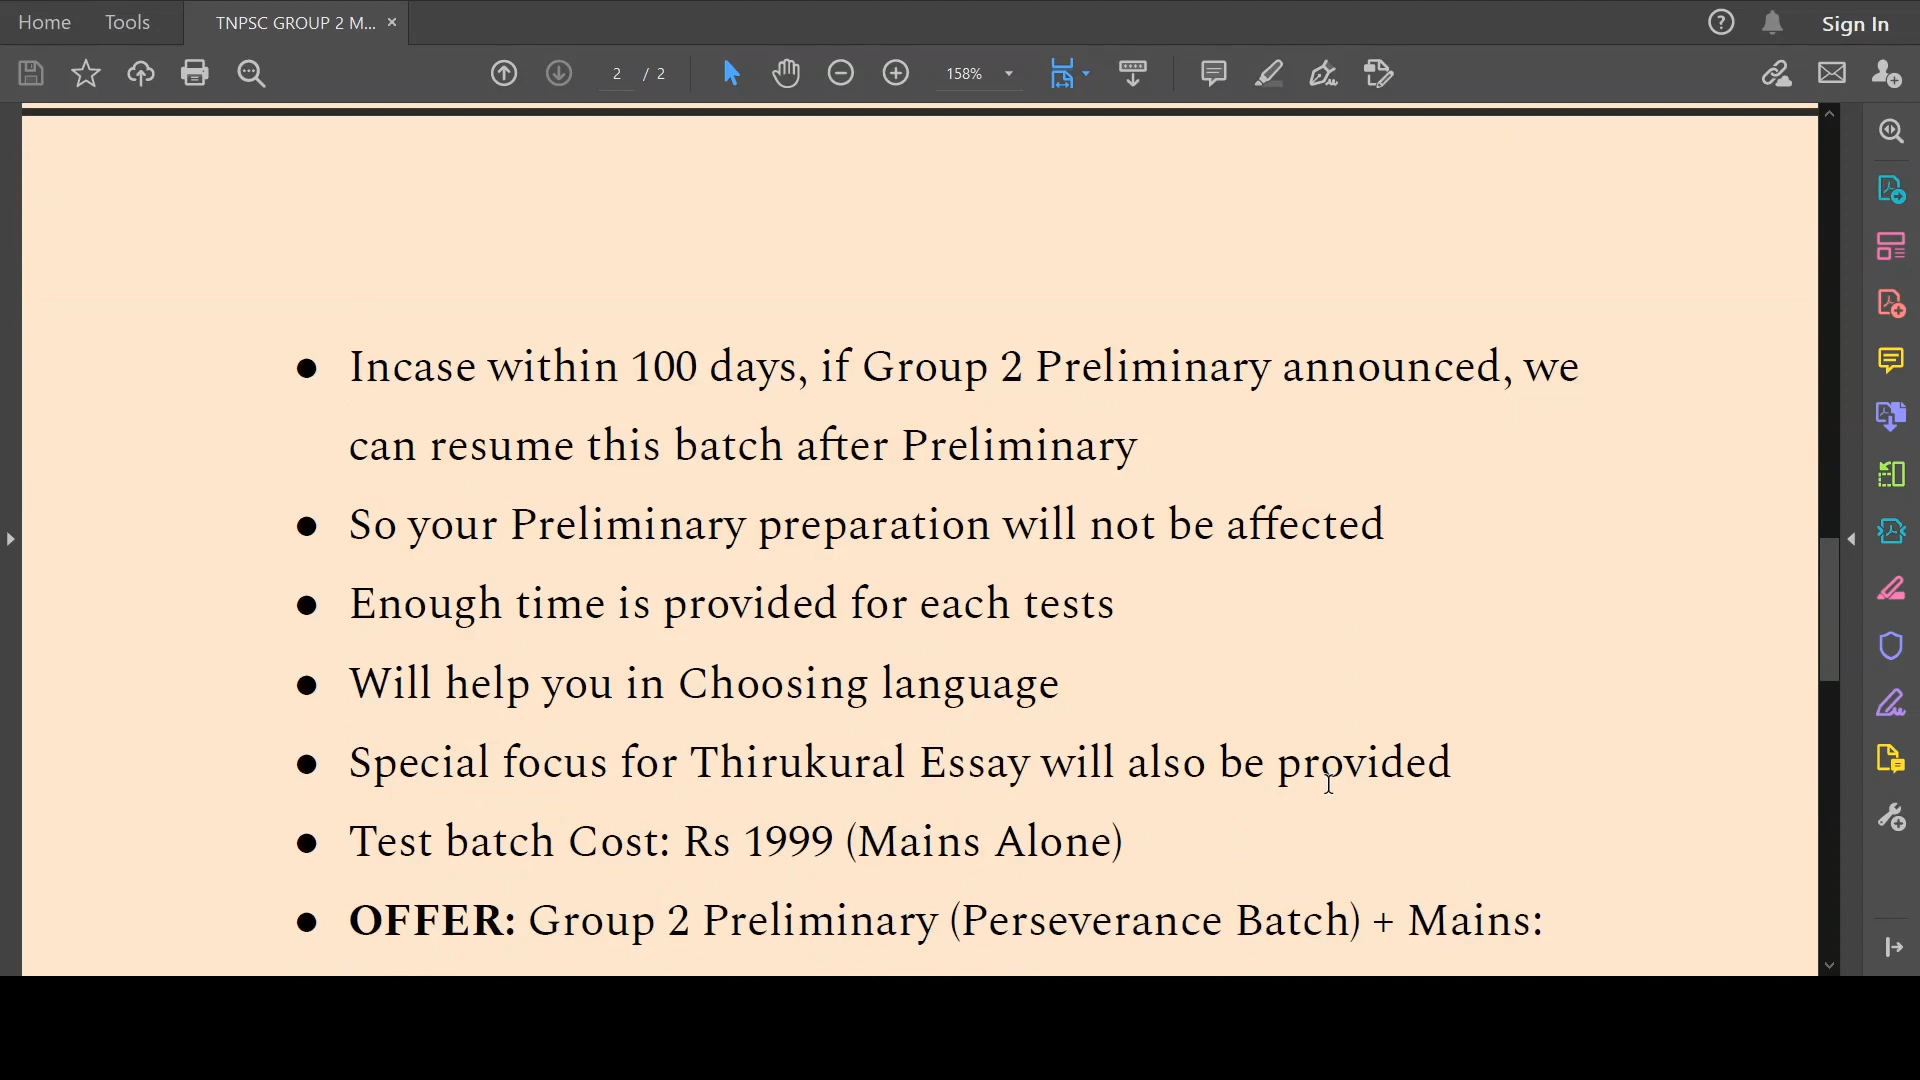 Home Tools TNPSC GROUP 2 M... × Sign In
2 / 2 158%
● Incase within 100 days, if Group 2 Preliminary announced, we
can resume this batch after Preliminary
● So your Preliminary preparation will not be affected
● Enough time is provided for each tests
● Will help you in Choosing language
● Special focus for Thirukural Essay will also be provided
● Test batch Cost: Rs 1999 (Mains Alone)
● OFFER: Group 2 Preliminary (Perseverance Batch) + Mains: